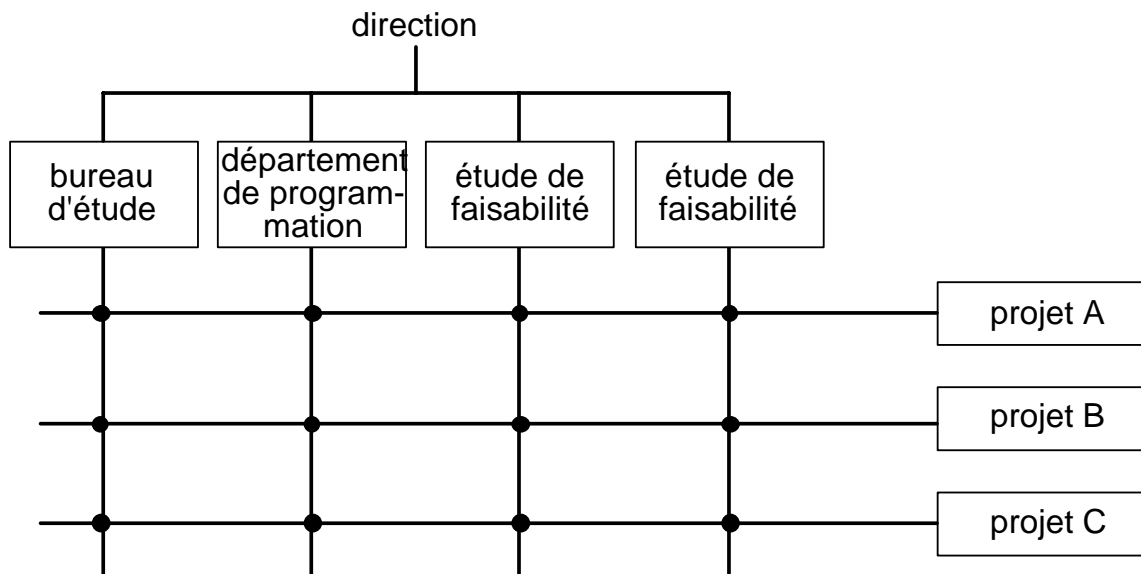 direction
bureau
d'étude
département
de program-
mation
étude de
faisabilité
étude de
faisabilité
projet A
projet B
projet C